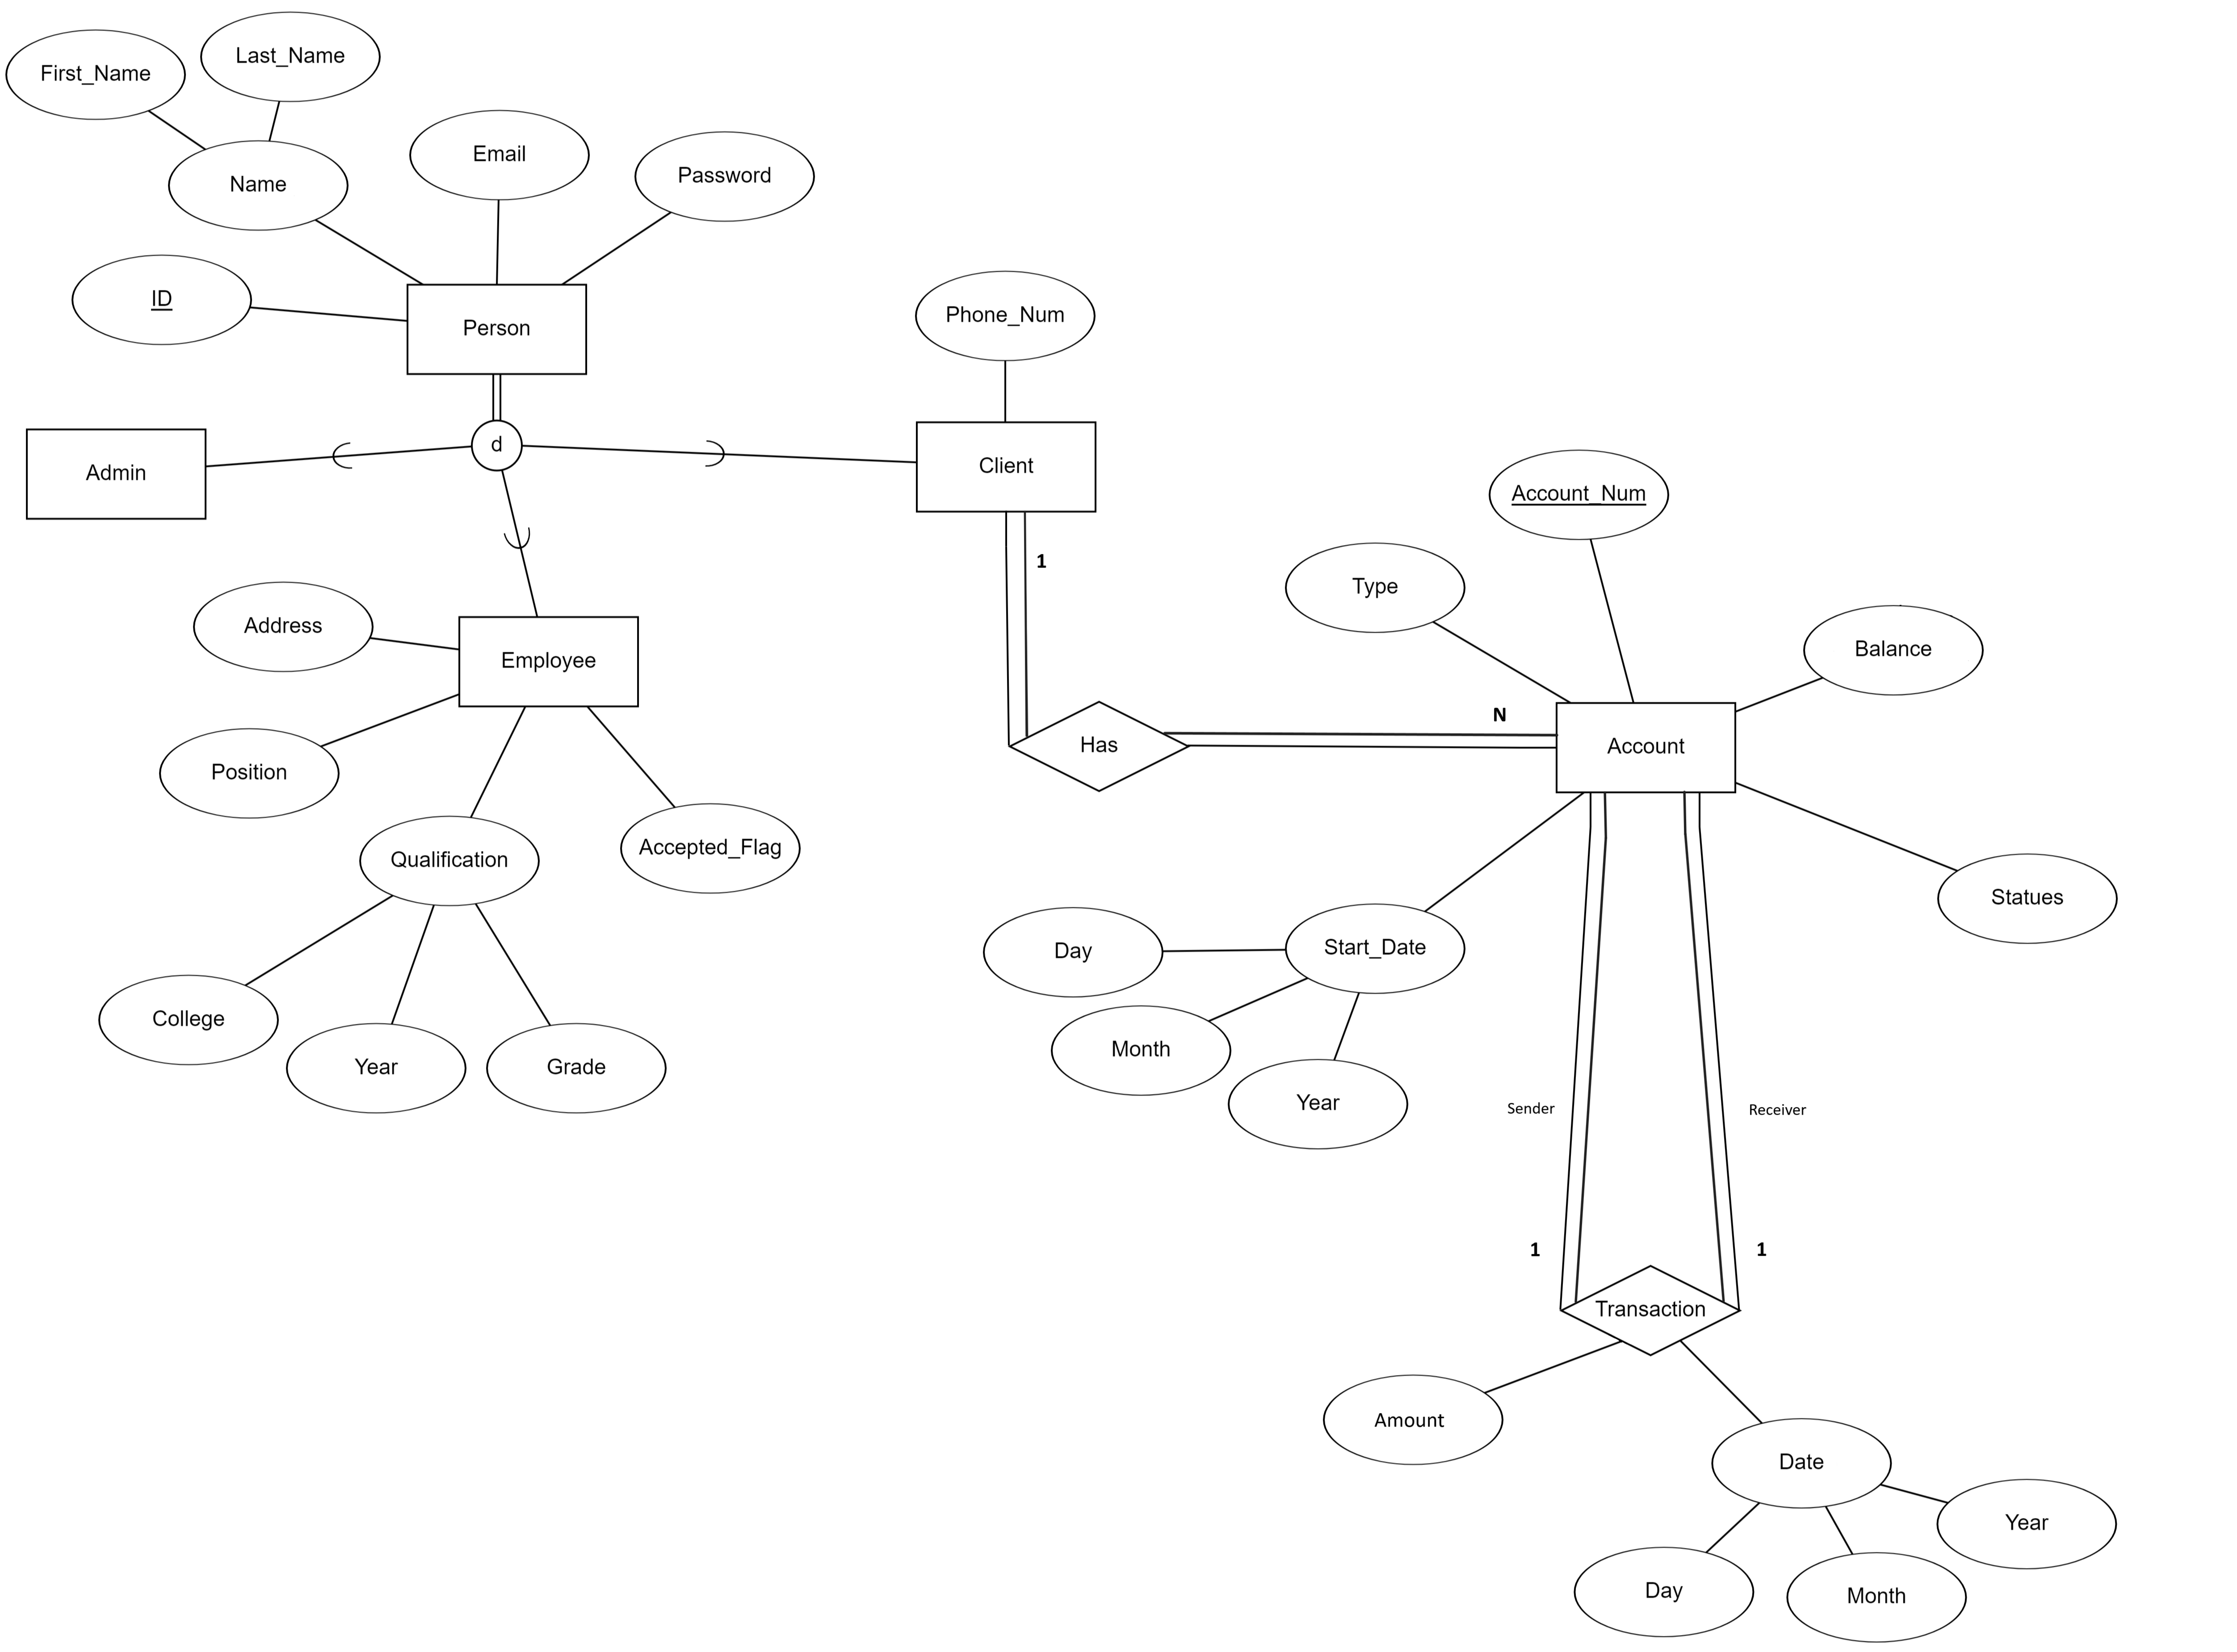 First_Name
Last_Name
Name
Email
Password
ID
Person
Phone_Num
Admin
d
Client
Account_Num
1
Type
Address
Employee
Balance
Position
N
Has
Account
Qualification
Accepted_Flag
Statues
Day
Start_Date
College
Month
Year
Grade
Year
Sender
Receiver
1
1
Transaction
Amount
Date
Year
Day
Month